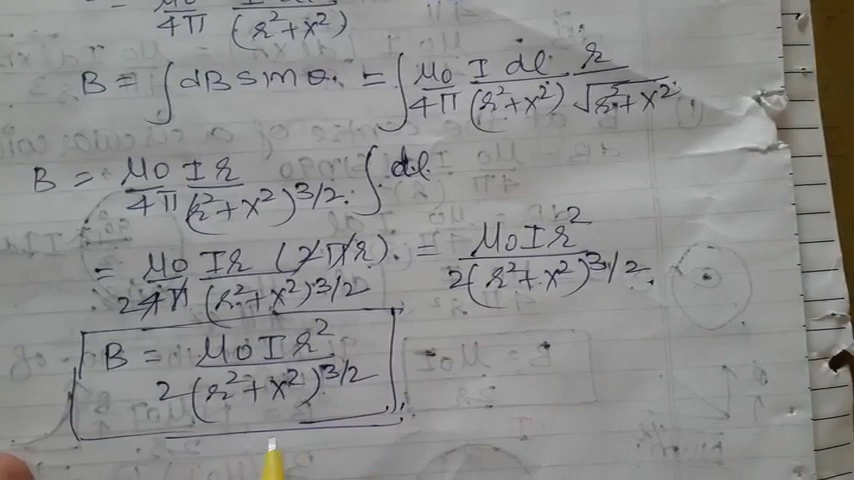 = μ0/4π I dl/(r²+x²)
B = ∫dB sinθ. = ∫ μ0/4π I dl/(r²+x²) r/√r²+x²
B = μ0/4π I r/(r²+x²)^3/2. ∫dl.
= μ0/4π I r (2πr)/(r²+x²)^3/2. = μ0 I r²/2(r²+x²)^3/2.
B = μ0 I r²/2(r²+x²)^3/2